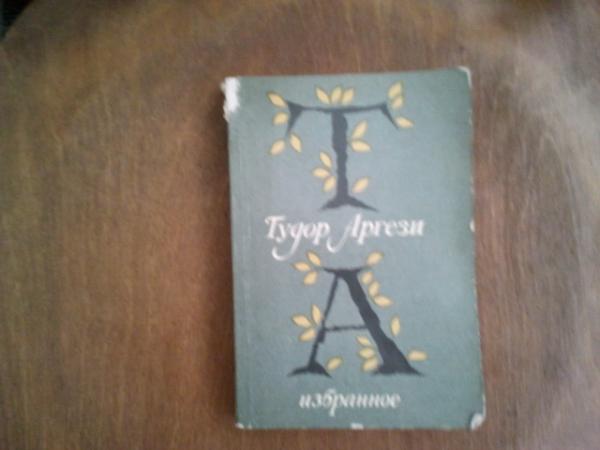 Т
Тудор Аргези
А
избранное